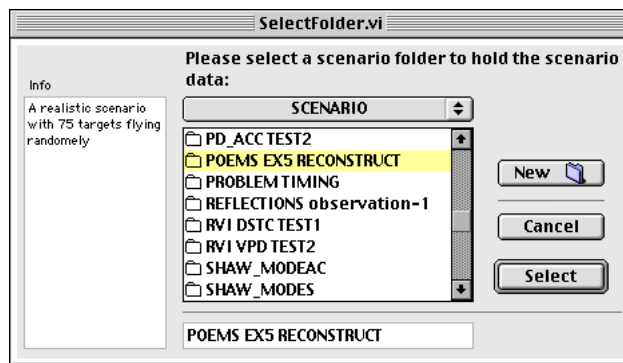 SelectFolder.vi
Please select a scenario folder to hold the scenario
data:
Info
A realistic scenario
with 75 targets flying
randomely
SCENARIO
PD_ACC TEST2
POEMS EX5 RECONSTRUCT
PROBLEM TIMING
REFLECTIONS observation-1
RVI DSTC TEST1
RVI VPD TEST2
SHAW_MODEAC
SHAW_MODES
New
Cancel
Select
POEMS EX5 RECONSTRUCT